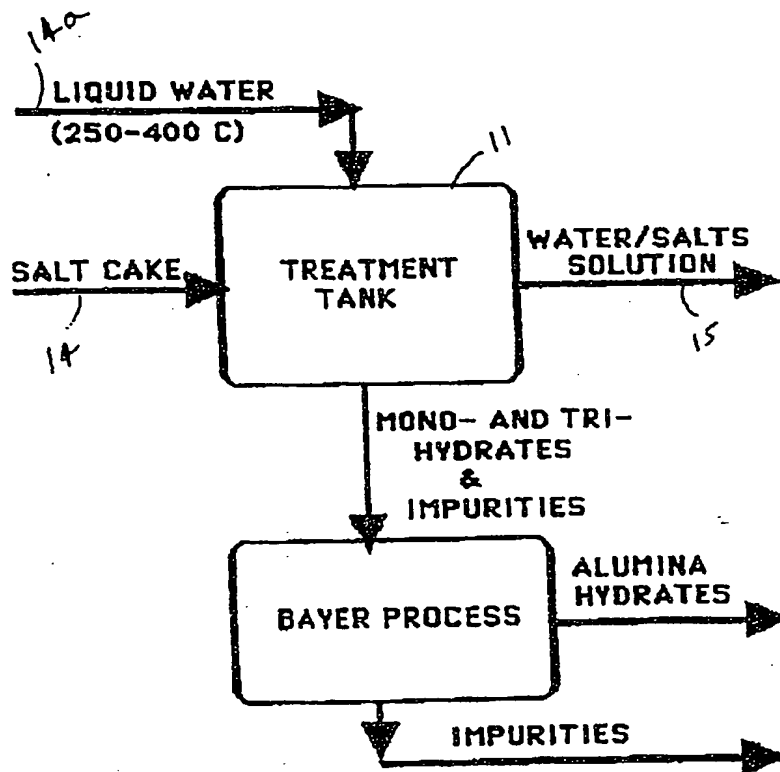 14a
LIQUID WATER
(250-400 C)
11
SALT CAKE
14
TREATMENT
TANK
WATER/SALTS
SOLUTION
15
MONO- AND TRI-
HYDRATES
&
IMPURITIES
BAYER PROCESS
ALUMINA
HYDRATES
IMPURITIES